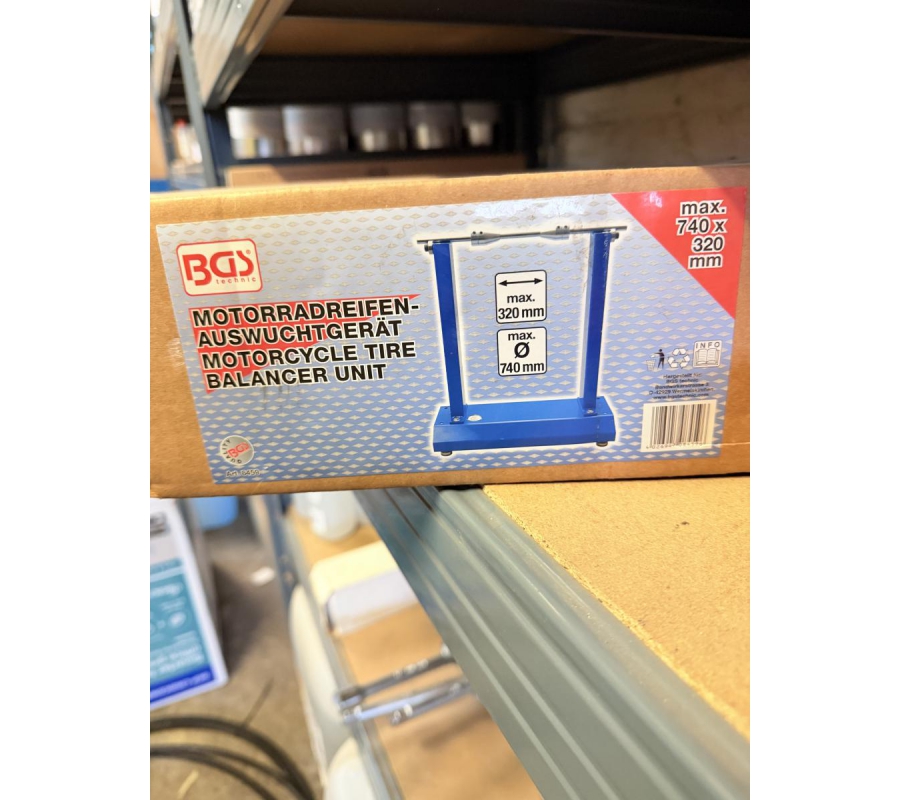 BGS
technic
MOTORRADREIFEN-
AUSWUCHTGERÄT
MOTORCYCLE TIRE
BALANCER UNIT
max.
320 mm
max.
Ø
740 mm
max.
740 x
320
mm
INFO
BGS